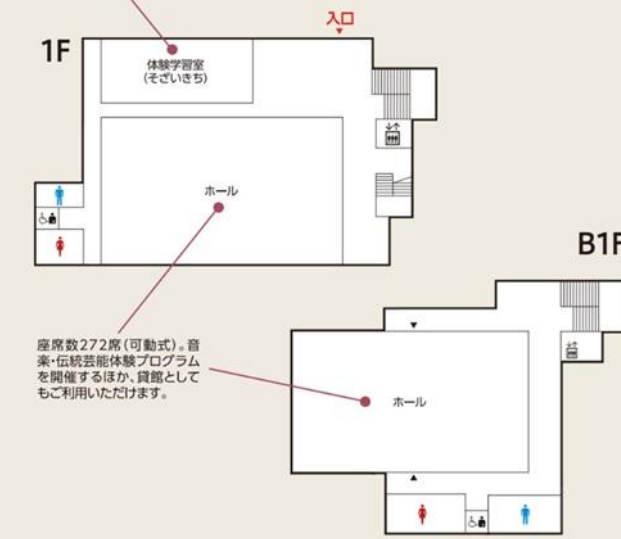 入口
1F
体験学習室
(そざいきち)
ホール
B1F
座席数272席(可動式)。音
楽・伝統芸能体験プログラム
を開催するほか、貸館として
もご利用いただけます。
ホール